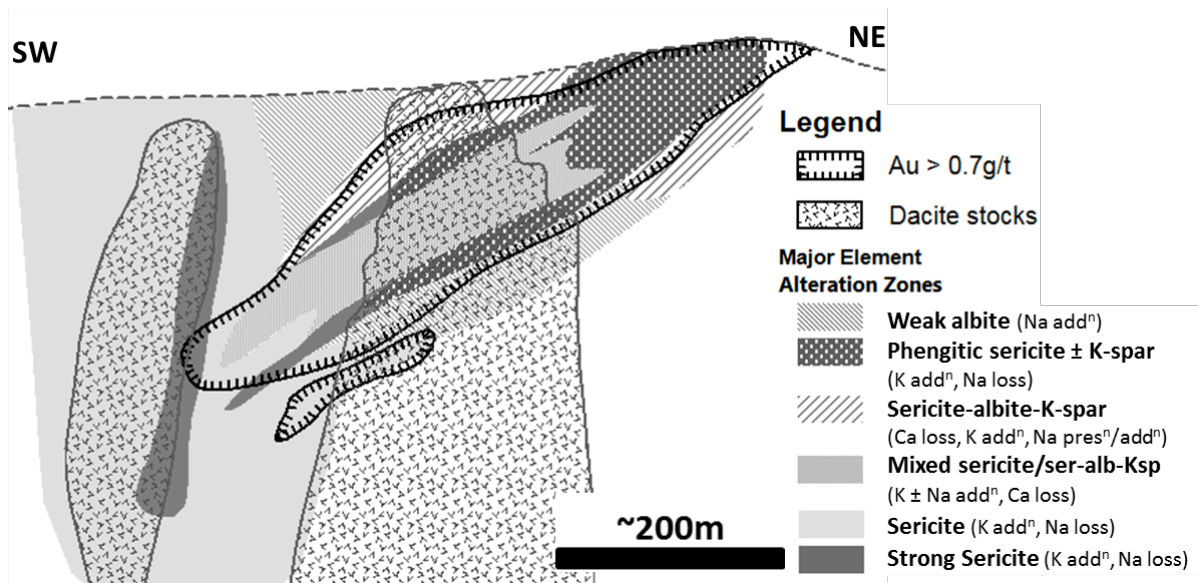 SW
NE
Legend
Au > 0.7g/t
Dacite stocks
Major Element
Alteration Zones
Weak albite (Na addⁿ)
Phengitic sericite ± K-spar
(K addⁿ, Na loss)
Sericite-albite-K-spar
(Ca loss, K addⁿ, Na presⁿ/addⁿ)
Mixed sericite/ser-alb-Ksp
(K ± Na addⁿ, Ca loss)
Sericite (K addⁿ, Na loss)
Strong Sericite (K addⁿ, Na loss)
~200m